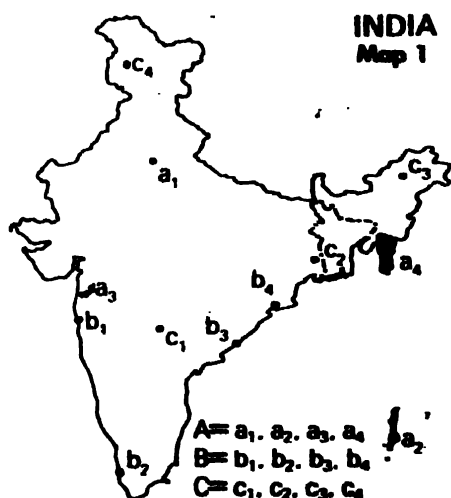 INDIA
Map 1
c₄
a₁
c₃
c₂
a₄
a₃
b₄
b₁
c₁
b₃
b₂
a₂
A= a₁, a₂, a₃, a₄
B= b₁, b₂, b₃, b₄
C= c₁, c₂, c₃, c₄